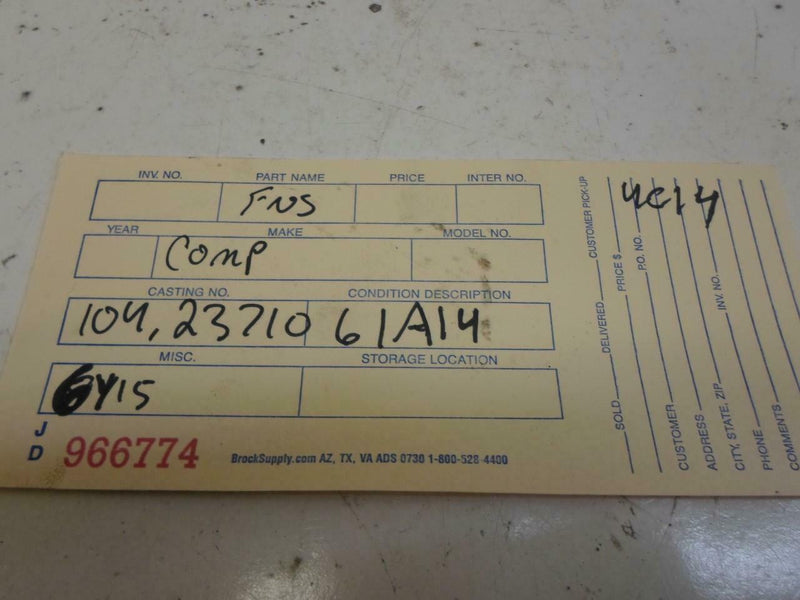 INV. NO. PART NAME PRICE INTER NO.
FUS
YEAR MAKE MODEL NO.
Comp
CASTING NO. CONDITION DESCRIPTION
104,23710 61A14
MISC. STORAGE LOCATION
6Y15
JD 966774
BrockSupply.com AZ, TX, VA ADS 0730 1-800-528-4400
4C14
SOLD DELIVERED CUSTOMER PICK-UP
PRICE $
P.O. NO.
CUSTOMER
ADDRESS INV. NO.
CITY, STATE, ZIP
PHONE
COMMENTS